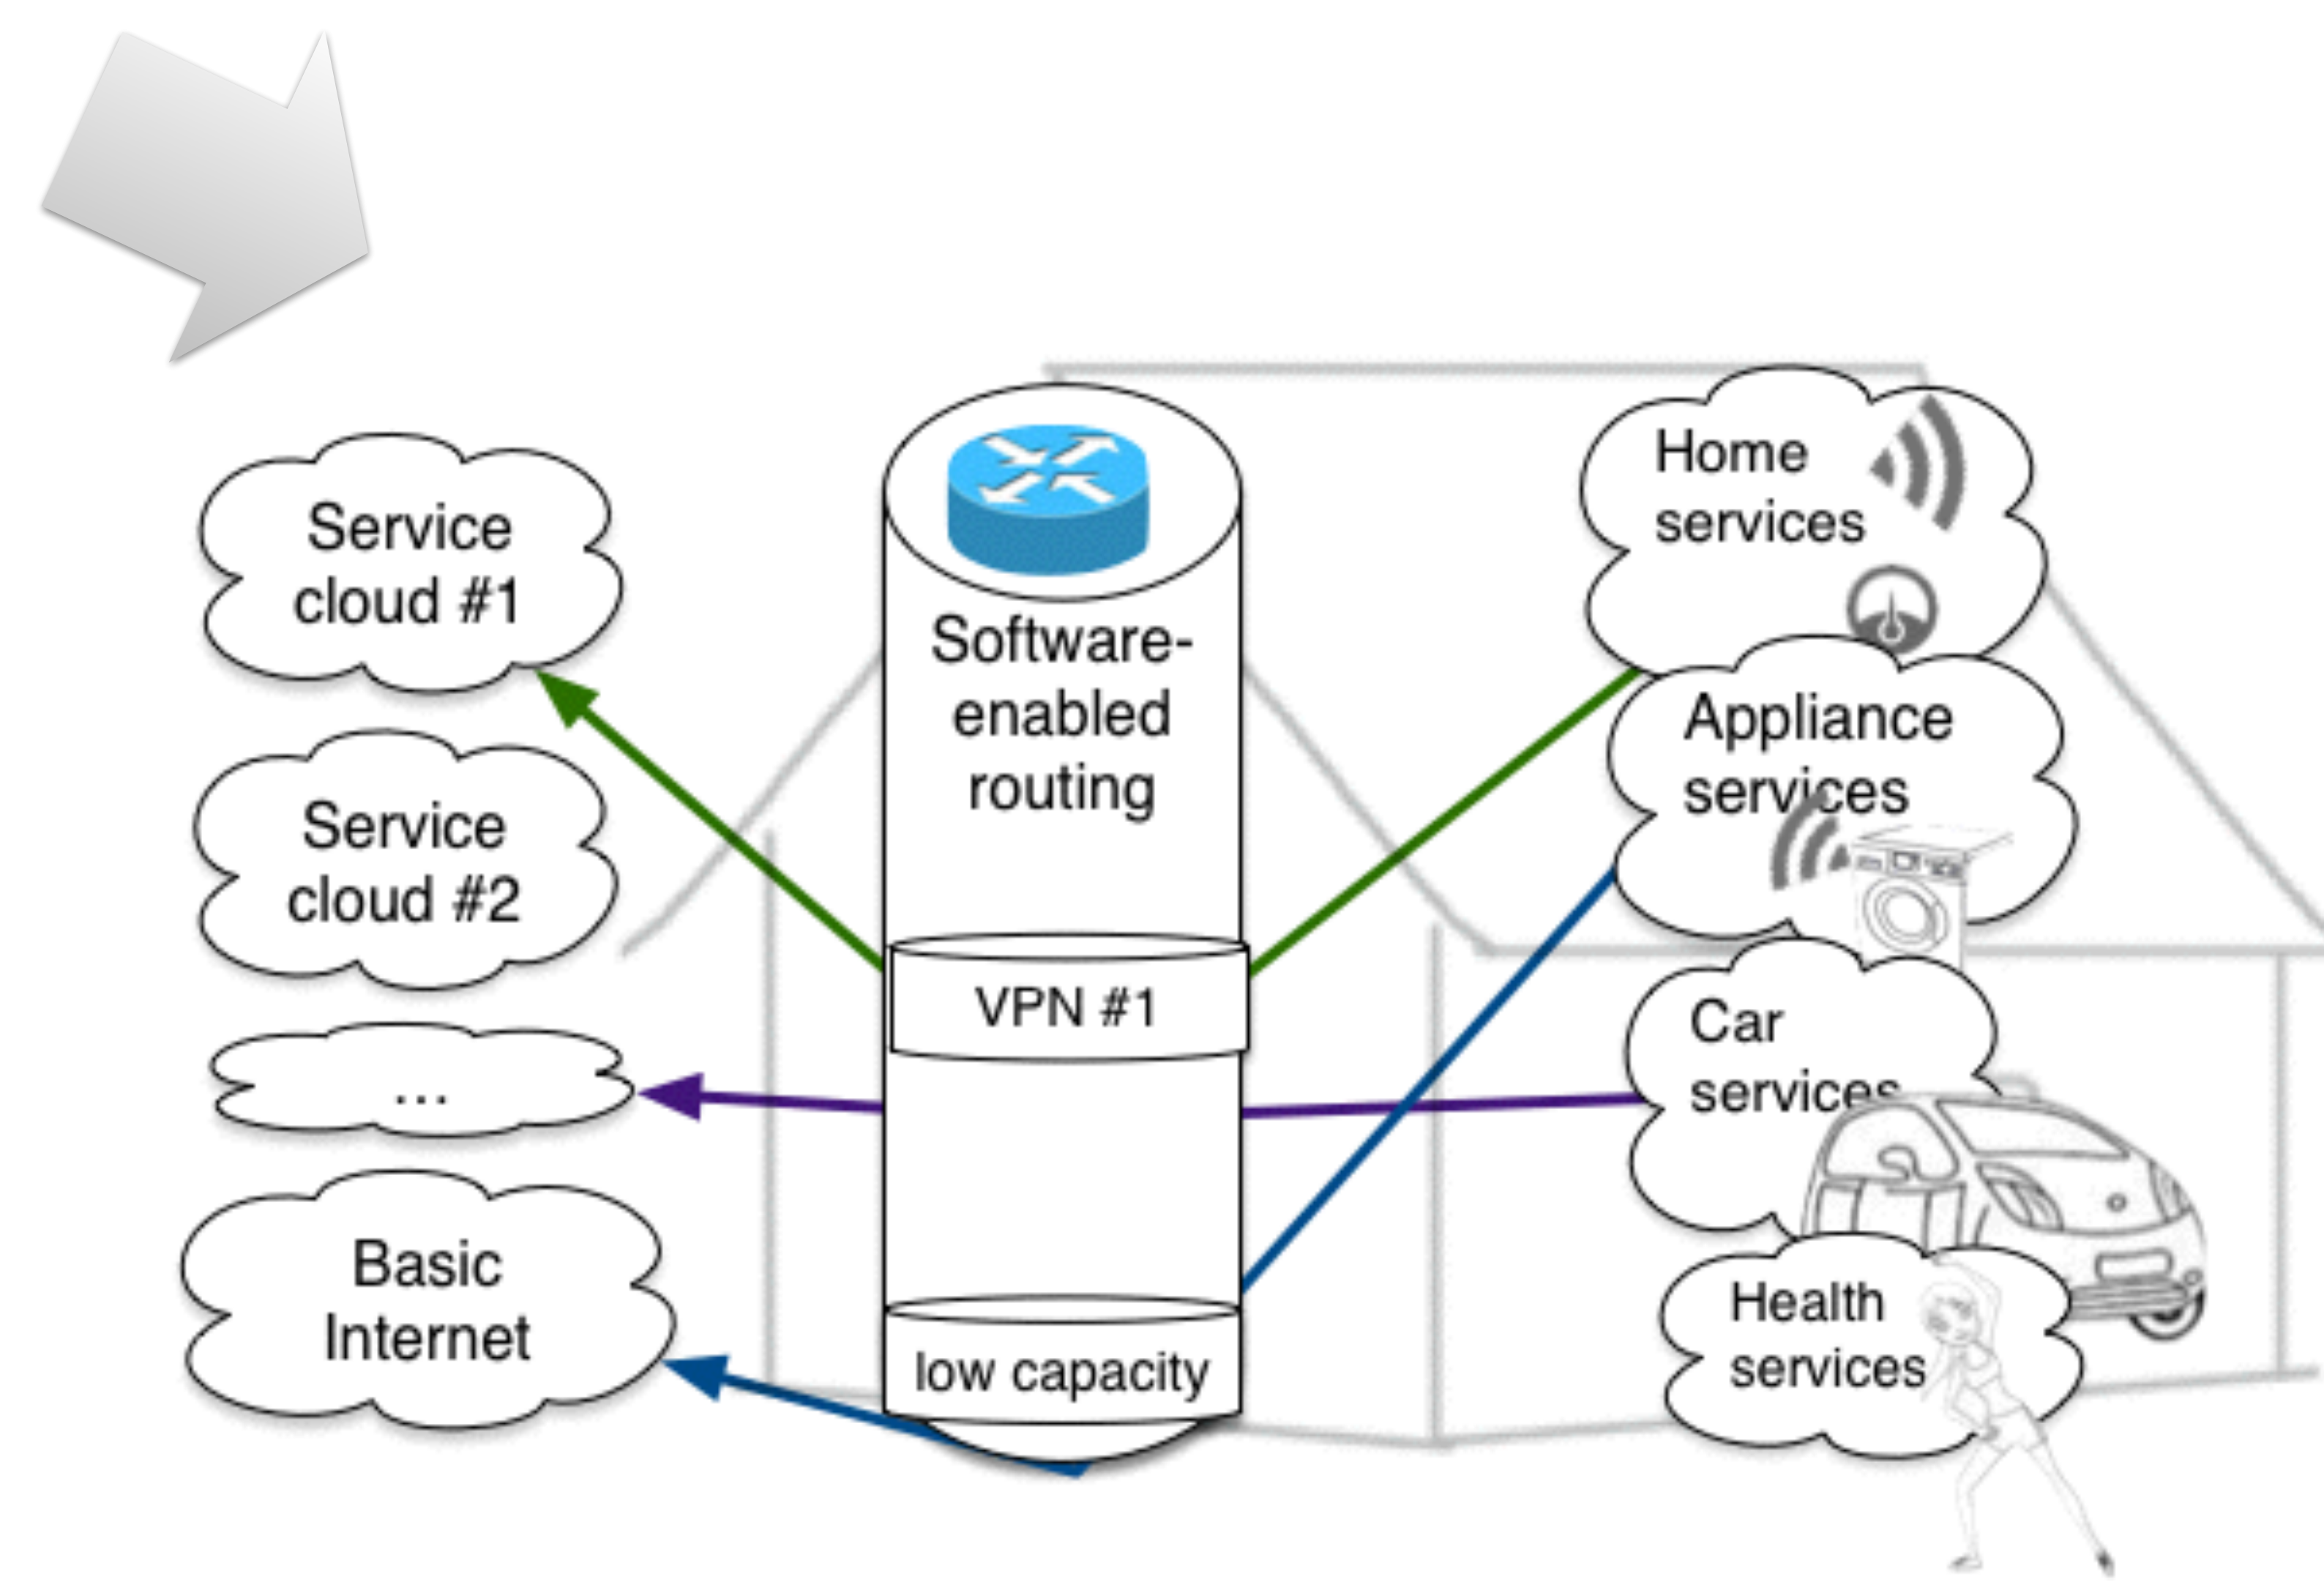 Service
cloud #1
Service
cloud #2
...
Basic
Internet
Software-
enabled
routing
VPN #1
low capacity
Home
services
Appliance
services
Car
services
Health
services